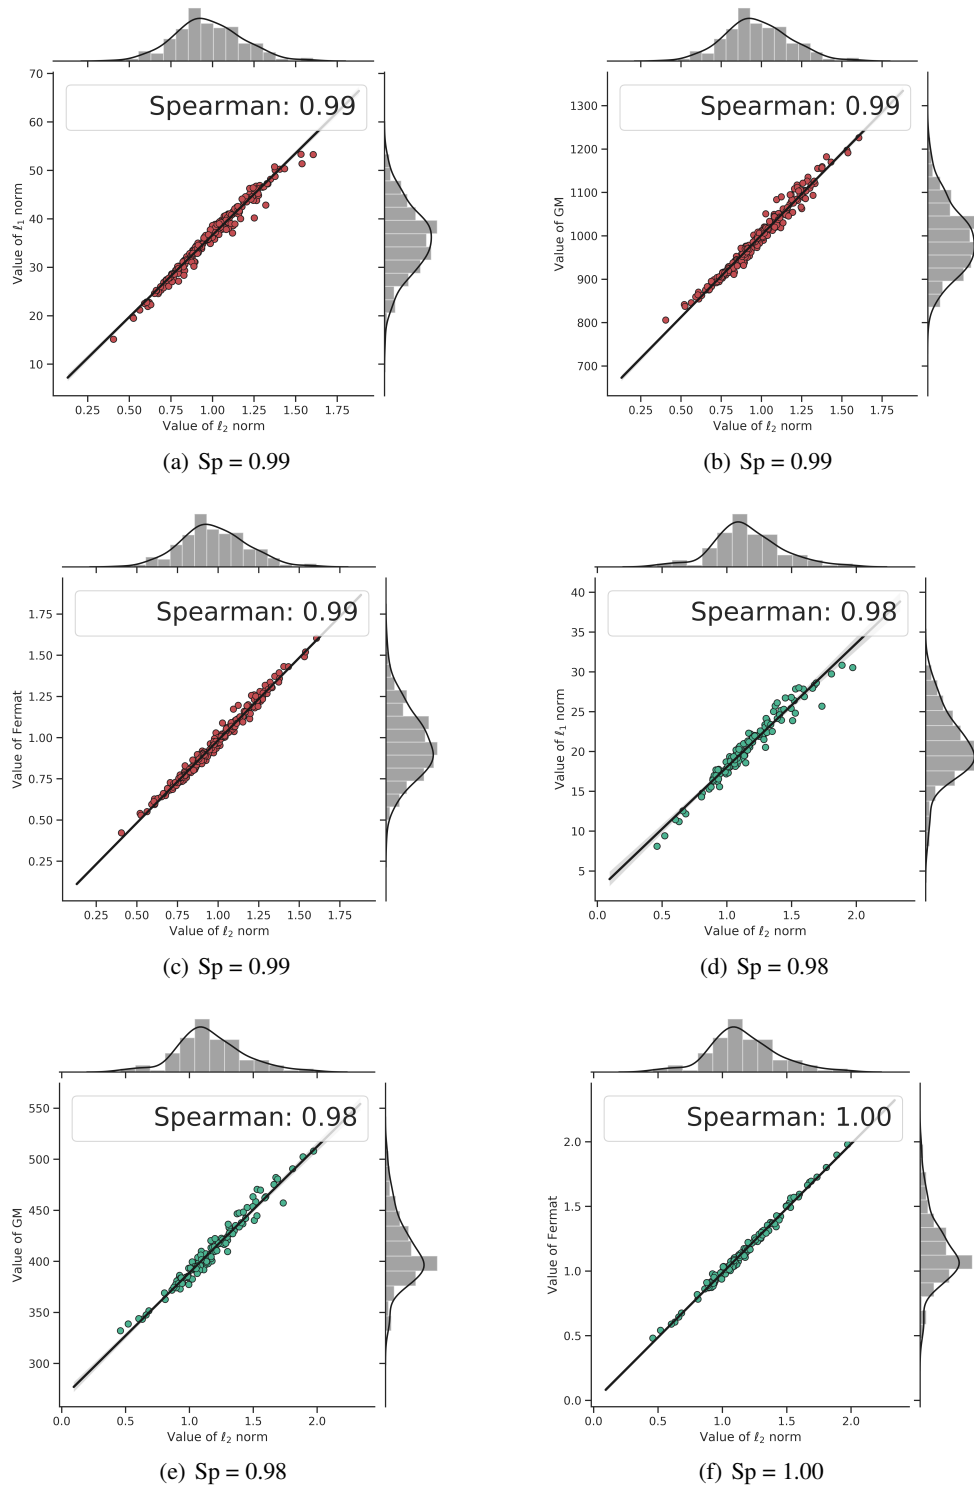 Spearman: 0.99
70
60
50
40
30
20
10
Value of ℓ₁ norm
0.25 0.50 0.75 1.00 1.25 1.50 1.75
Value of ℓ₂ norm
(a) Sp = 0.99
Spearman: 0.99
1300
1200
1100
1000
900
800
700
Value of GM
0.25 0.50 0.75 1.00 1.25 1.50 1.75
Value of ℓ₂ norm
(b) Sp = 0.99
Spearman: 0.99
1.75
1.50
1.25
1.00
0.75
0.50
0.25
Value of Fermat
0.25 0.50 0.75 1.00 1.25 1.50 1.75
Value of ℓ₂ norm
(c) Sp = 0.99
Spearman: 0.98
40
35
30
25
20
15
10
5
Value of ℓ₁ norm
0.0 0.5 1.0 1.5 2.0
Value of ℓ₂ norm
(d) Sp = 0.98
Spearman: 0.98
550
500
450
400
350
300
Value of GM
0.0 0.5 1.0 1.5 2.0
Value of ℓ₂ norm
(e) Sp = 0.98
Spearman: 1.00
2.0
1.5
1.0
0.5
0.0
Value of Fermat
0.0 0.5 1.0 1.5 2.0
Value of ℓ₂ norm
(f) Sp = 1.00